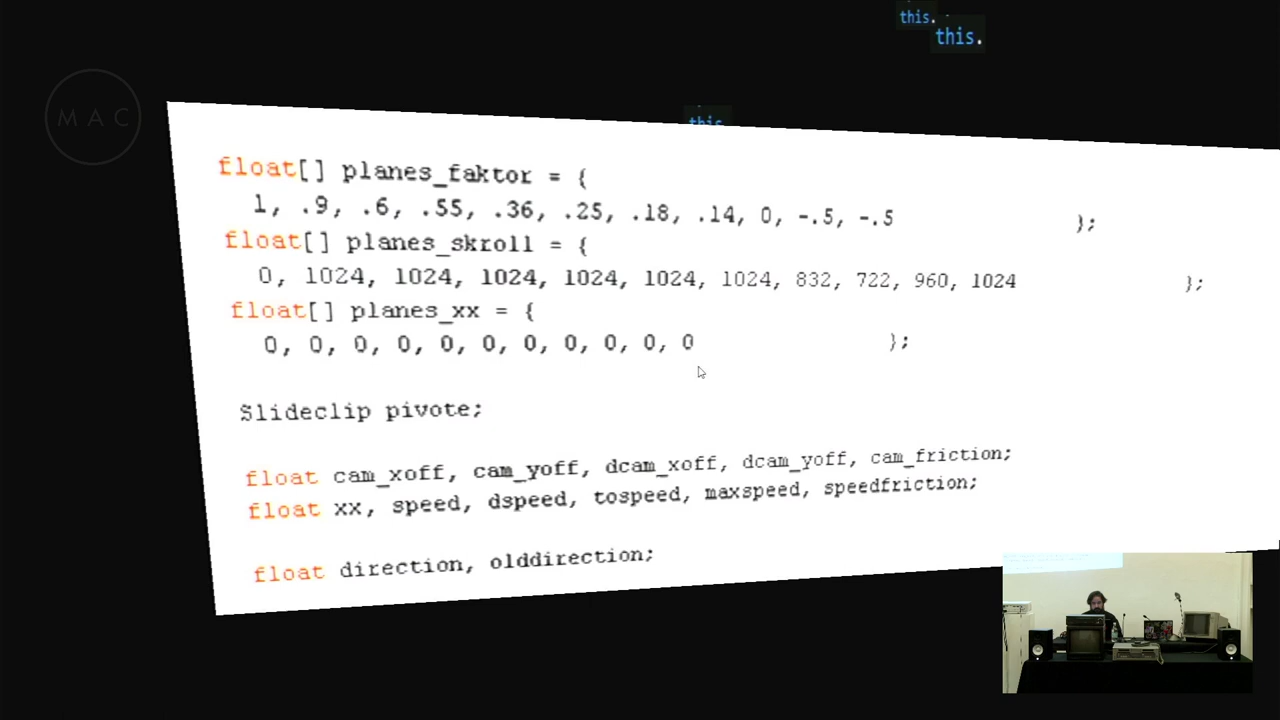 this.
this.
MAC
this
float[] planes_faktor = {
1, .9, .6, .55, .36, .25, .18, .14, 0, -.5, -.5 };
float[] planes_skroll = {
0, 1024, 1024, 1024, 1024, 1024, 1024, 832, 722, 960, 1024 };
float[] planes_xx = {
0, 0, 0, 0, 0, 0, 0, 0, 0, 0, 0 };
Slideclip pivote;
float cam_xoff, cam_yoff, dcam_xoff, dcam_yoff, cam_friction;
float xx, speed, dspeed, tospeed, maxspeed, speedfriction;
float direction, olddirection;